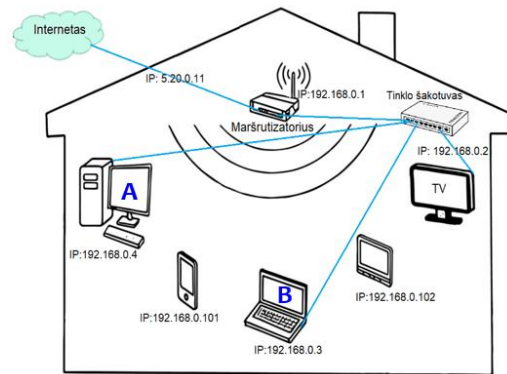 Internetas
IP: 5.20.0.11
IP:192.168.0.1
Maršrutizatorius
Tinklo šakotuvas
IP: 192.168.0.2
TV
A
IP:192.168.0.4
IP:192.168.0.101
B
IP:192.168.0.3
IP:192.168.0.102